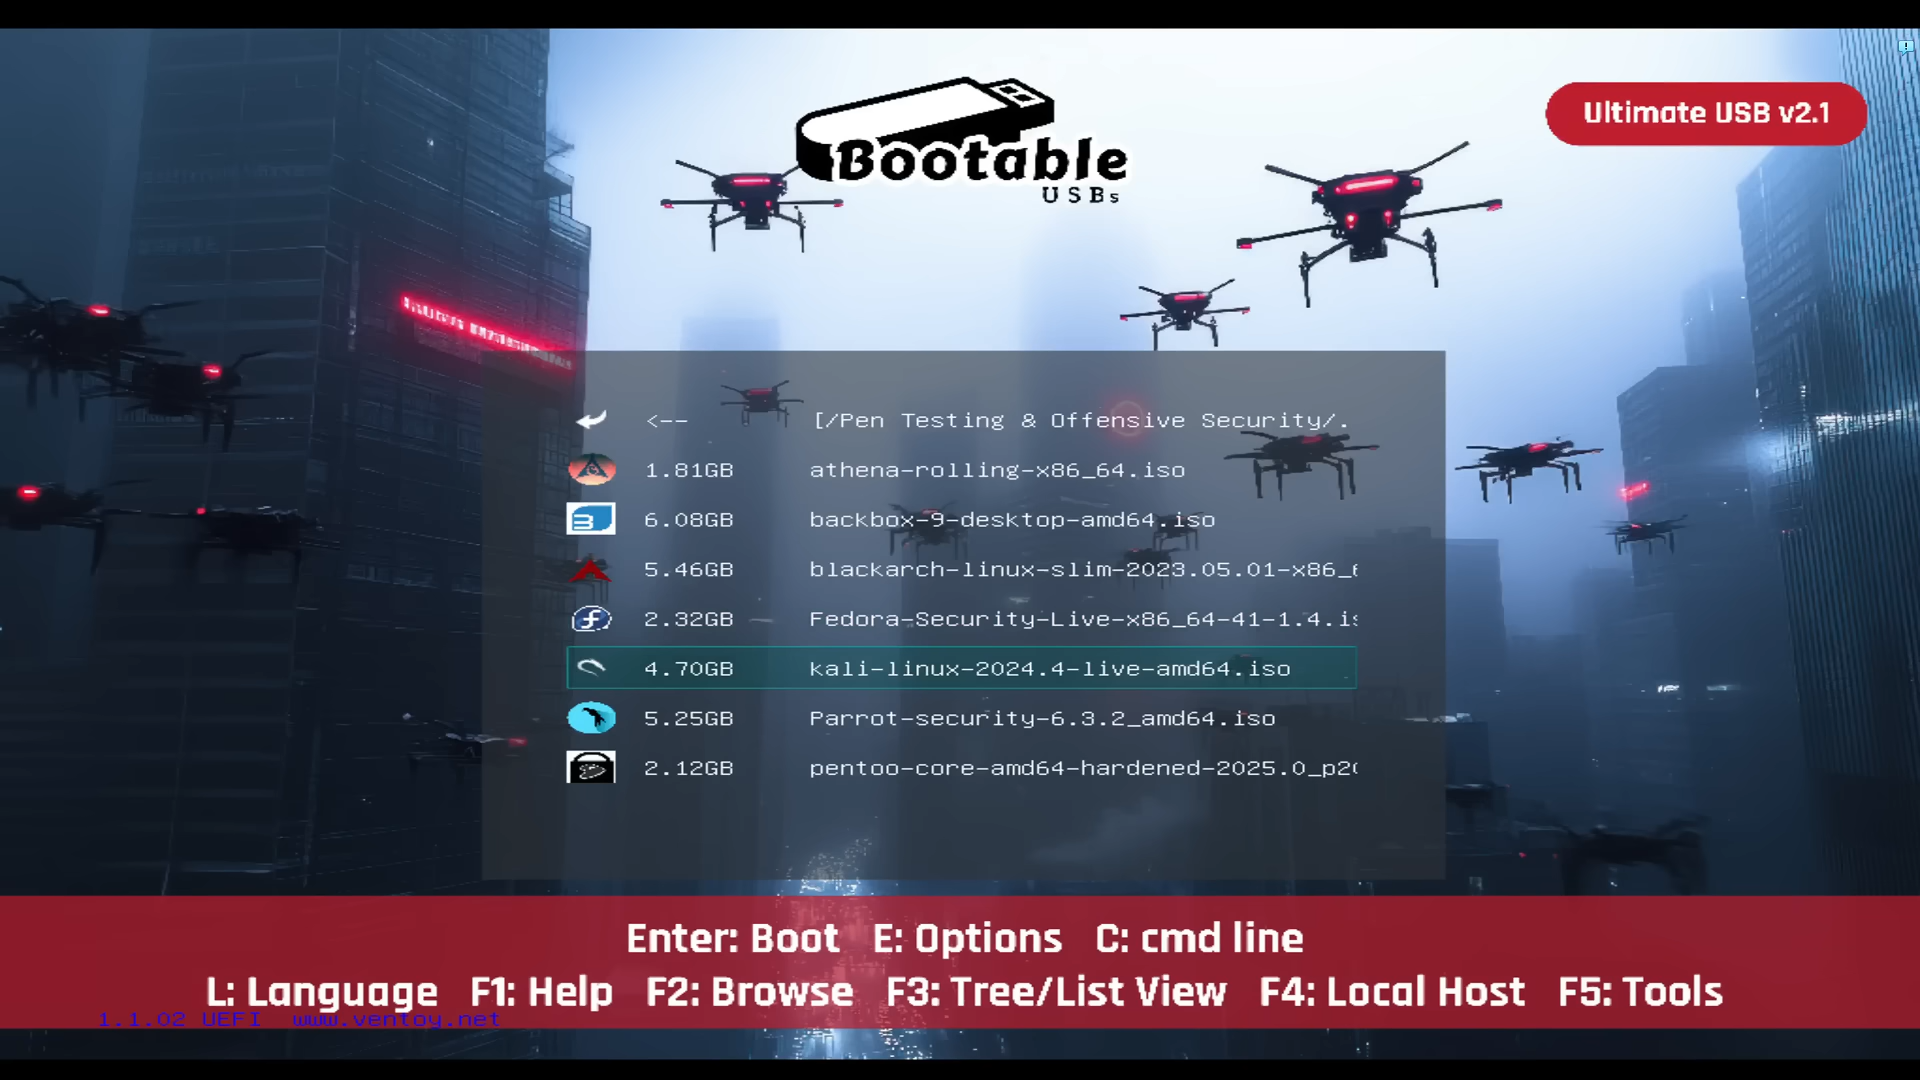 Bootable
USBs
Ultimate USB v2.1
<-- [/Pen Testing & Offensive Security/.
1.81GB athena-rolling-x86_64.iso
6.08GB backbox-9-desktop-amd64.iso
5.46GB blackarch-linux-slim-2023.05.01-x86_6
2.32GB Fedora-Security-Live-x86_64-41-1.4.is
4.70GB kali-linux-2024.4-live-amd64.iso
5.25GB Parrot-security-6.3.2_amd64.iso
2.12GB pentoo-core-amd64-hardened-2025.0_p20
Enter: Boot E: Options C: cmd line
L: Language F1: Help F2: Browse F3: Tree/List View F4: Local Host F5: Tools
1.1.02 UEFI www.ventoy.net